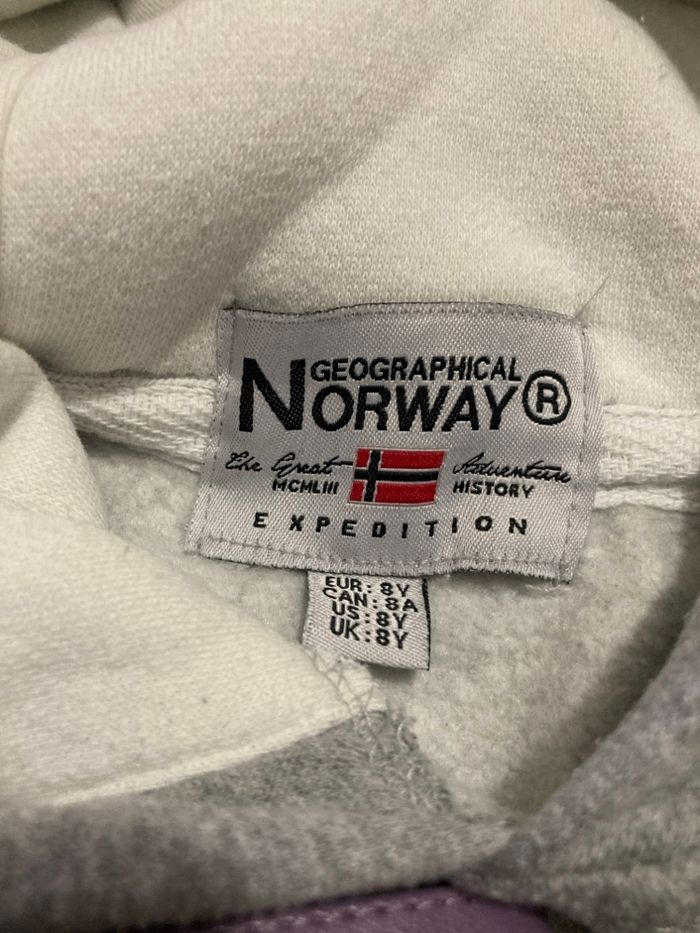 GEOGRAPHICAL
NORWAY®
The Great Adventure
MCMLIII HISTORY
EXPEDITION
EUR: 8Y
CAN: 8A
US: 8Y
UK: 8Y